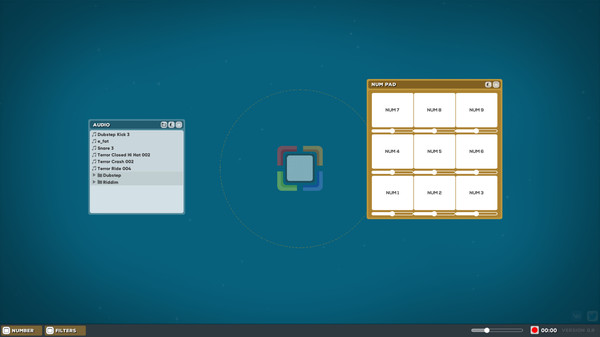 AUDIO
Dubstep Kick 3
a_fat
Snare 3
Terror Closed Hi Hat 002
Terror Crash 002
Terror Ride 004
Dubstep
Riddim
NUM PAD
NUM 7
NUM 8
NUM 9
NUM 4
NUM 5
NUM 6
NUM 1
NUM 2
NUM 3
NUMBER
FILTERS
00:00